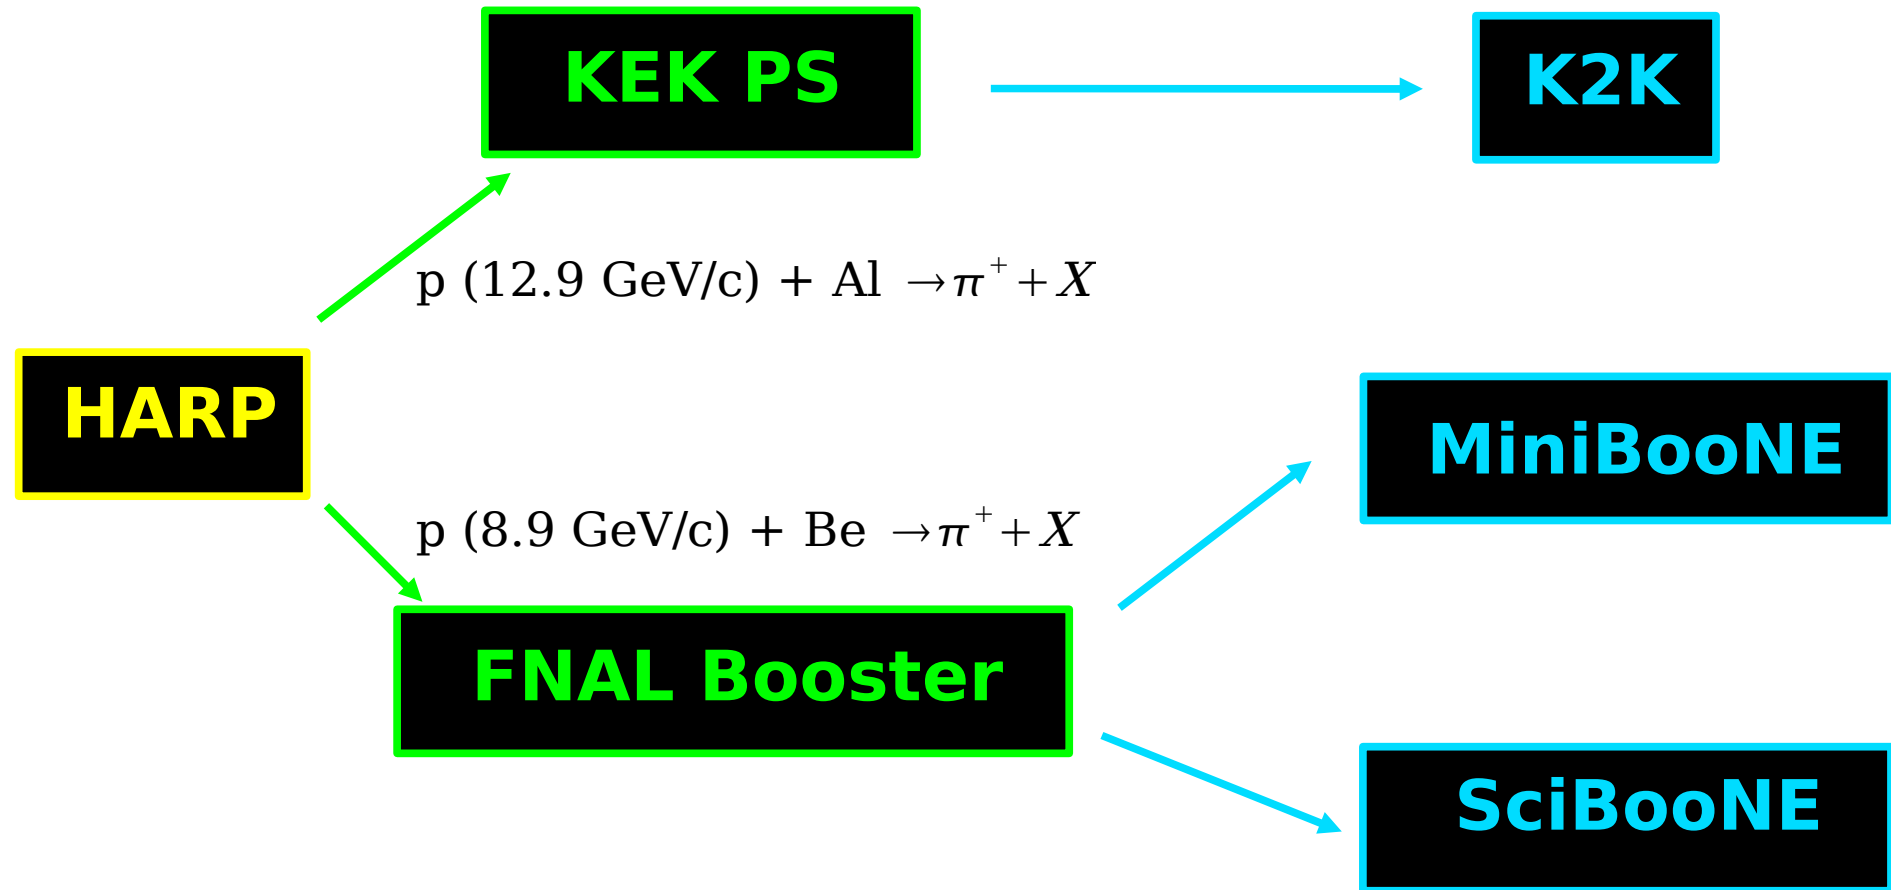 KEK PS
K2K
p (12.9 GeV/c) + Al →π⁺+X
HARP
MiniBooNE
p (8.9 GeV/c) + Be →π⁺+X
FNAL Booster
SciBooNE